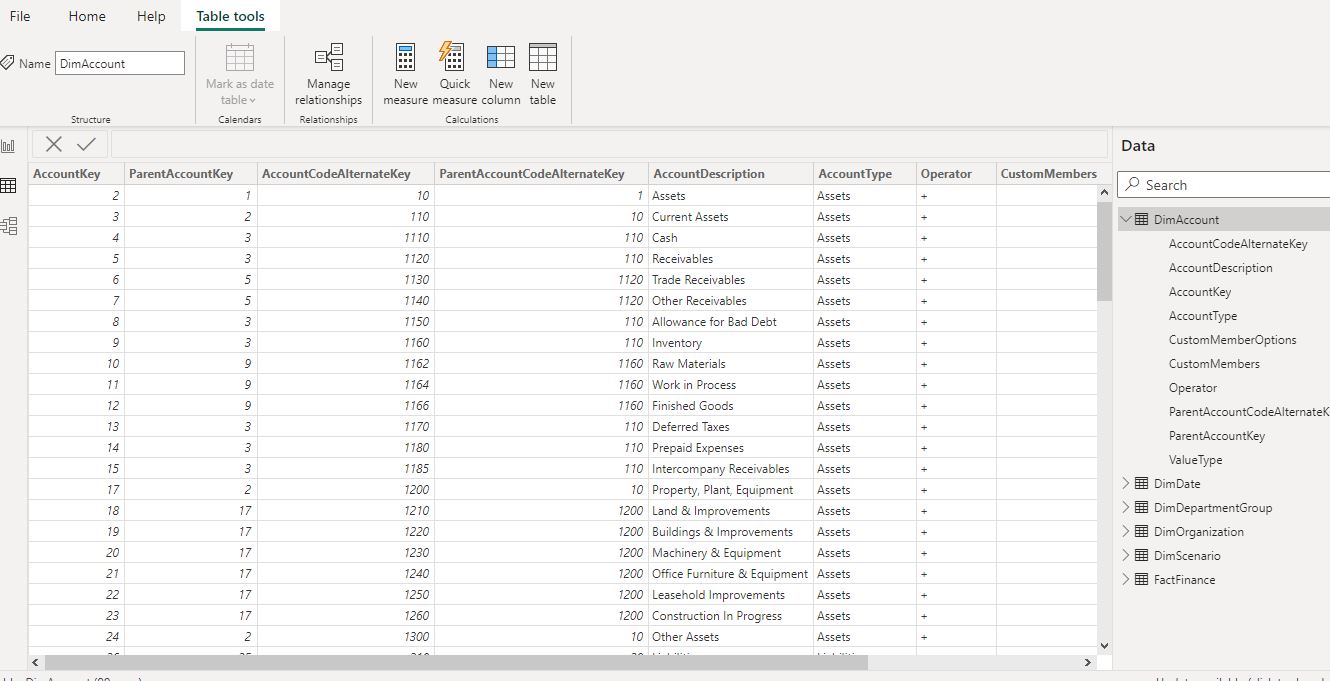 File Home Help Table tools
Name DimAccount
Mark as date table
Manage relationships
New measure
Quick measure
New column
New table
Structure Calendars Relationships Calculations
Data
Search
AccountKey ParentAccountKey AccountCodeAlternateKey ParentAccountCodeAlternateKey AccountDescription AccountType Operator CustomMembers
2 1 10 1 Assets Assets +
3 2 110 10 Current Assets Assets +
4 3 1110 110 Cash Assets +
5 3 1120 110 Receivables Assets +
6 5 1130 1120 Trade Receivables Assets +
7 5 1140 1120 Other Receivables Assets +
8 3 1150 110 Allowance for Bad Debt Assets +
9 3 1160 110 Inventory Assets +
10 9 1162 1160 Raw Materials Assets +
11 9 1164 1160 Work in Process Assets +
12 9 1166 1160 Finished Goods Assets +
13 3 1170 110 Deferred Taxes Assets +
14 3 1180 110 Prepaid Expenses Assets +
15 3 1185 110 Intercompany Receivables Assets +
17 2 1200 10 Property, Plant, Equipment Assets +
18 17 1210 1200 Land & Improvements Assets +
19 17 1220 1200 Buildings & Improvements Assets +
20 17 1230 1200 Machinery & Equipment Assets +
21 17 1240 1200 Office Furniture & Equipment Assets +
22 17 1250 1200 Leasehold Improvements Assets +
23 17 1260 1200 Construction In Progress Assets +
24 2 1300 10 Other Assets Assets +
DimAccount
AccountCodeAlternateKey
AccountDescription
AccountKey
AccountType
CustomMemberOptions
CustomMembers
Operator
ParentAccountCodeAlternateK
ParentAccountKey
ValueType
DimDate
DimDepartmentGroup
DimOrganization
DimScenario
FactFinance